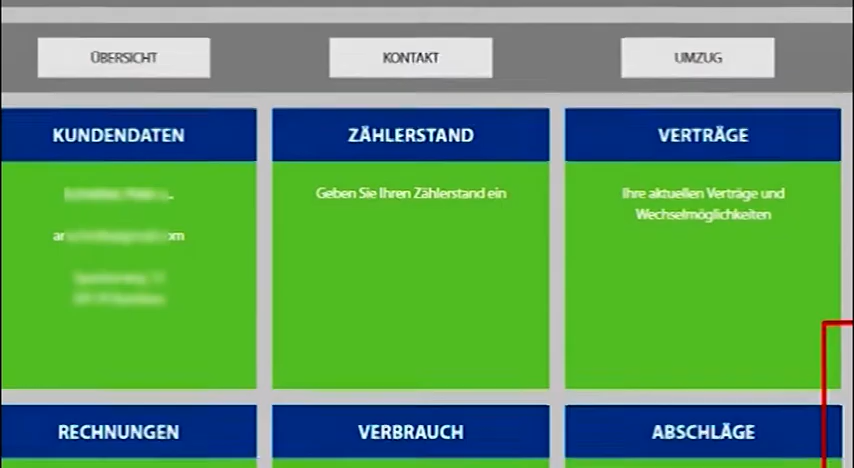 ÜBERSICHT
KONTAKT
UMZUG
KUNDENDATEN
ZÄHLERSTAND
VERTRÄGE
Geben Sie Ihren Zählerstand ein
Ihre aktuellen Verträge und
Wechselmöglichkeiten
RECHNUNGEN
VERBRAUCH
ABSCHLÄGE